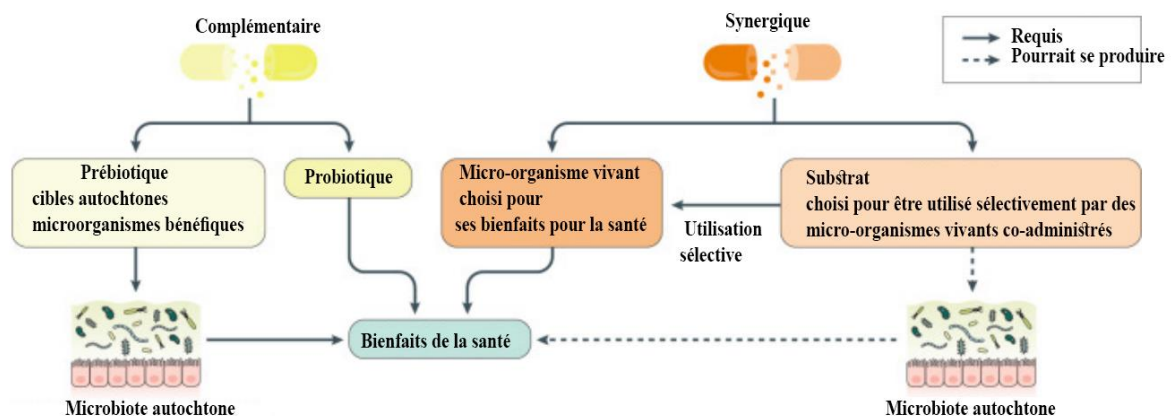 Complémentaire
Synergique
Requis
Pourrait se produire
Prébiotique
cibles autochtones
microorganismes bénéfiques
Probiotique
Micro-organisme vivant
choisi pour
ses bienfaits pour la santé
Utilisation
sélective
Substrat
choisi pour être utilisé sélectivement par des
micro-organismes vivants co-administrés
Bienfaits de la santé
Microbiote autochtone
Microbiote autochtone